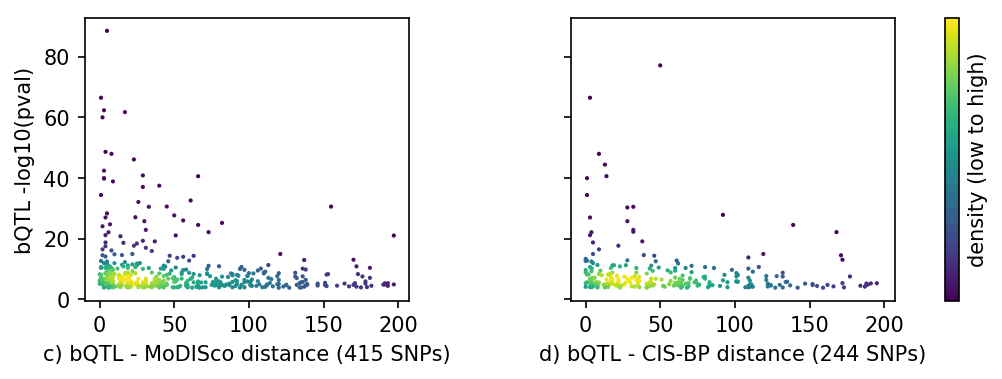 bQTL -log10(pval)
80
60
40
20
0
0 50 100 150 200
c) bQTL - MoDISco distance (415 SNPs)
0 50 100 150 200
d) bQTL - CIS-BP distance (244 SNPs)
density (low to high)